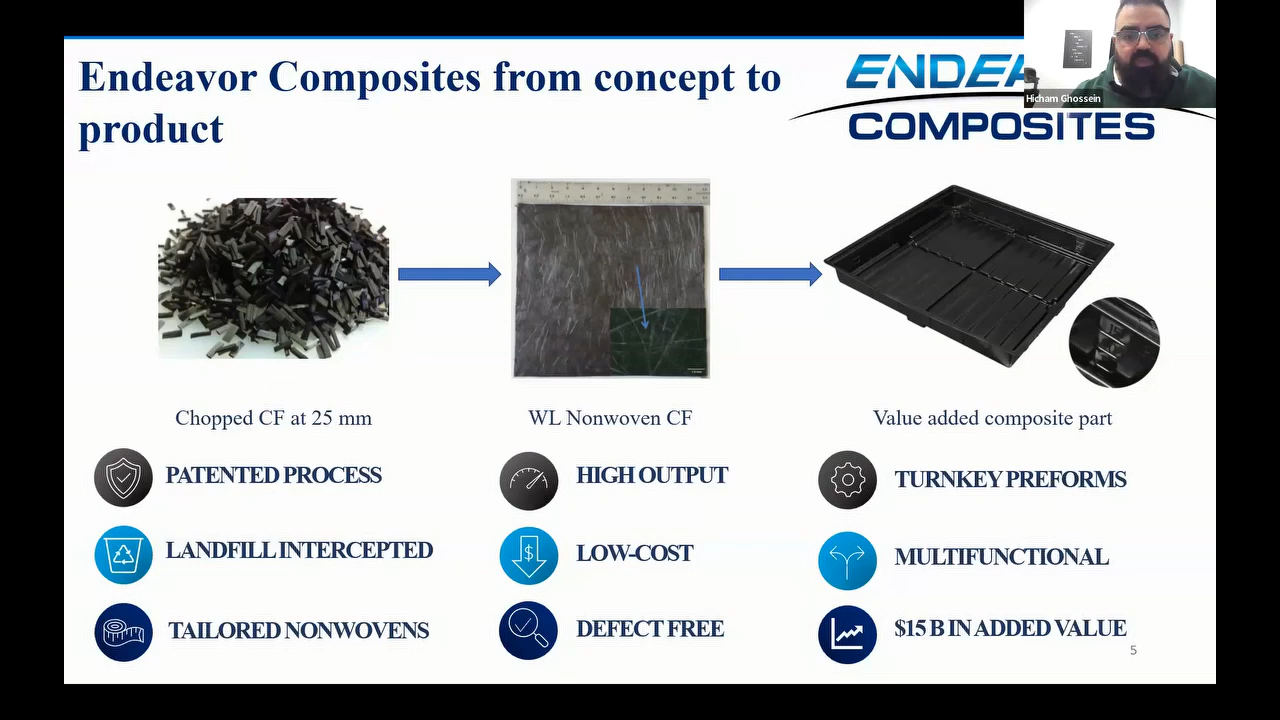 Endeavor Composites from concept to
product
ENDEA
COMPOSITES
Hicham Ghossein
Chopped CF at 25 mm
WL Nonwoven CF
Value added composite part
PATENTED PROCESS
HIGH OUTPUT
TURNKEY PREFORMS
LANDFILL INTERCEPTED
LOW-COST
MULTIFUNCTIONAL
TAILORED NONWOVENS
DEFECT FREE
$15 B IN ADDED VALUE
5